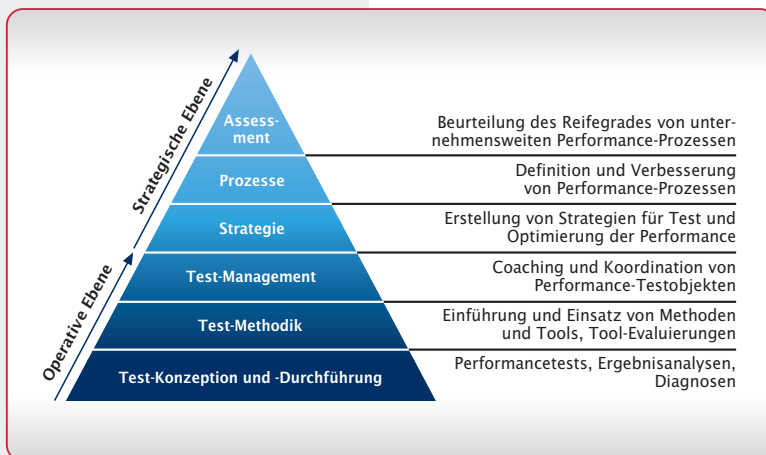 Strategische Ebene
Operative Ebene
Assess-
ment
Beurteilung des Reifegrades von unter-
nehmensweiten Performance-Prozessen
Prozesse
Definition und Verbesserung
von Performance-Prozessen
Strategie
Erstellung von Strategien für Test und
Optimierung der Performance
Test-Management
Coaching und Koordination von
Performance-Testobjekten
Test-Methodik
Einführung und Einsatz von Methoden
und Tools, Tool-Evaluierungen
Test-Konzeption und -Durchführung
Performancetests, Ergebnisanalysen,
Diagnosen